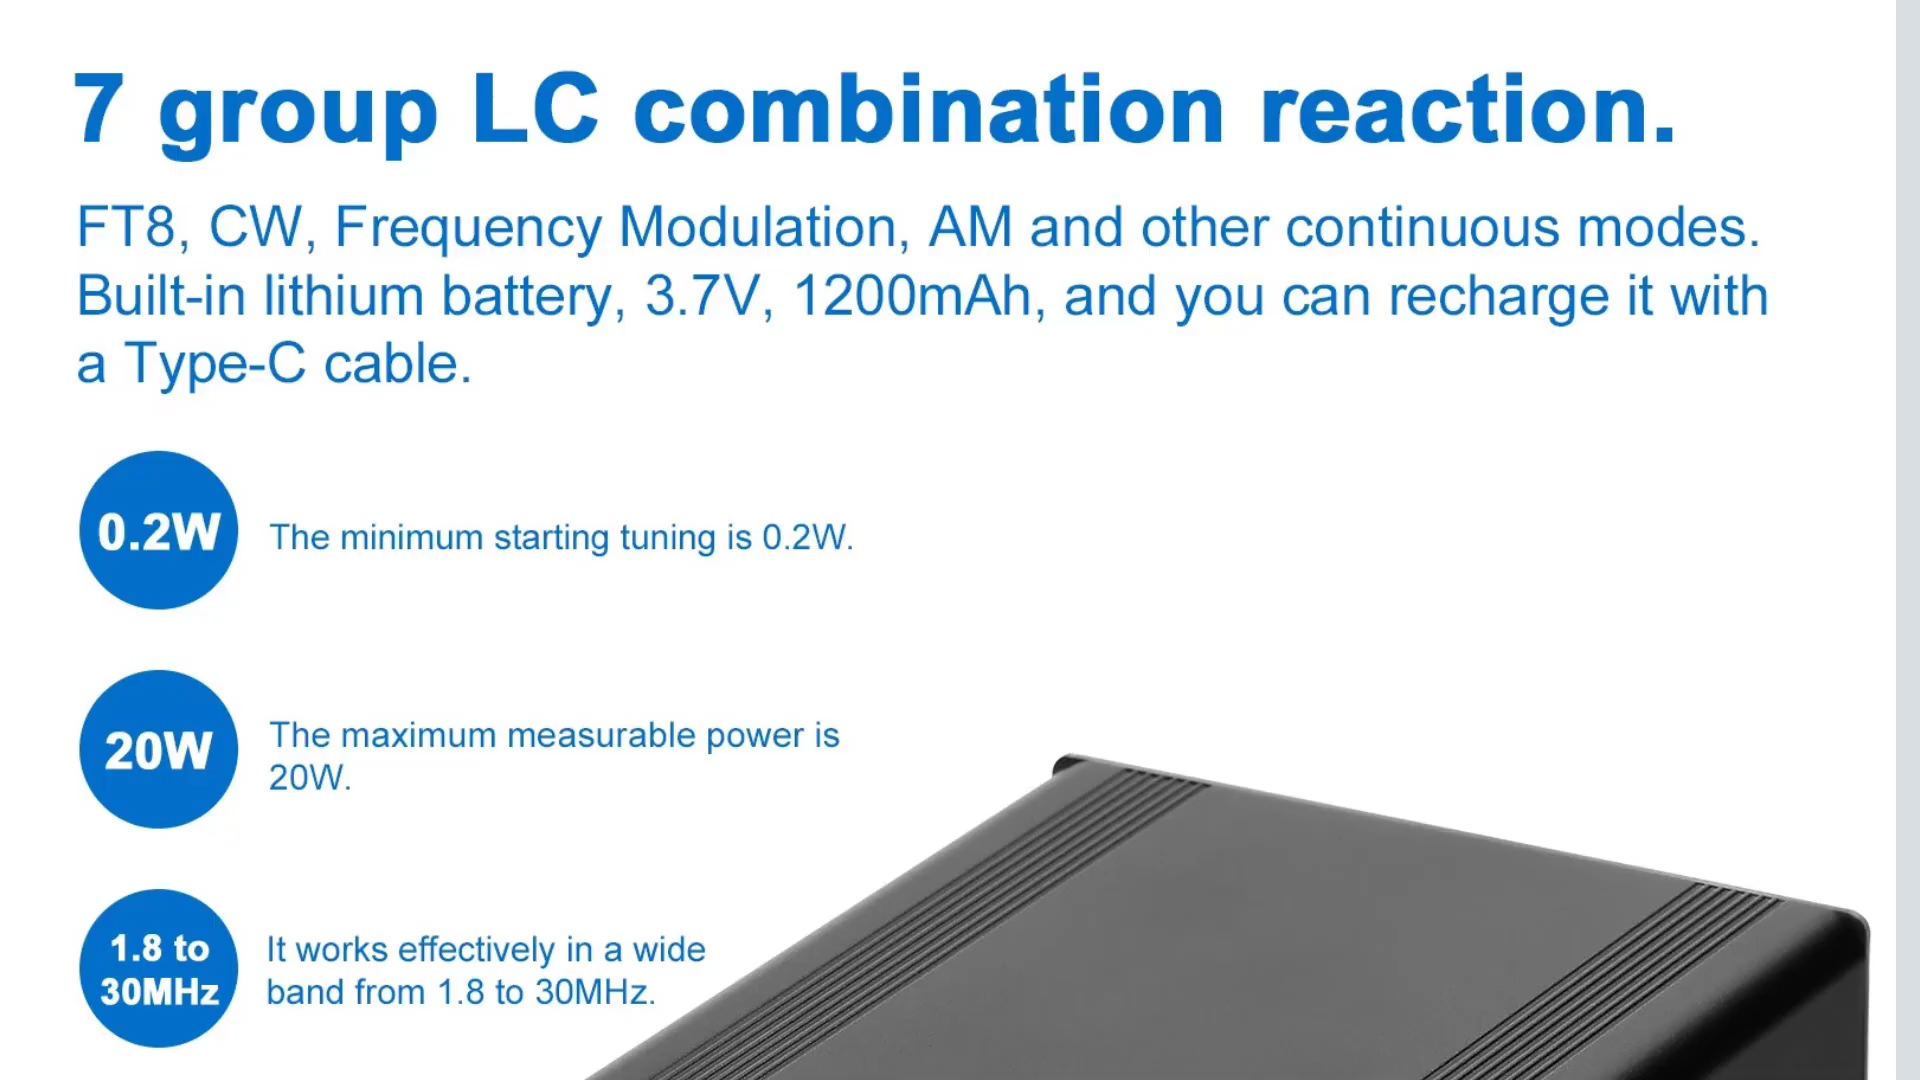 7 group LC combination reaction.
FT8, CW, Frequency Modulation, AM and other continuous modes.
Built-in lithium battery, 3.7V, 1200mAh, and you can recharge it with
a Type-C cable.
0.2W
The minimum starting tuning is 0.2W.
20W
The maximum measurable power is
20W.
1.8 to
30MHz
It works effectively in a wide
band from 1.8 to 30MHz.